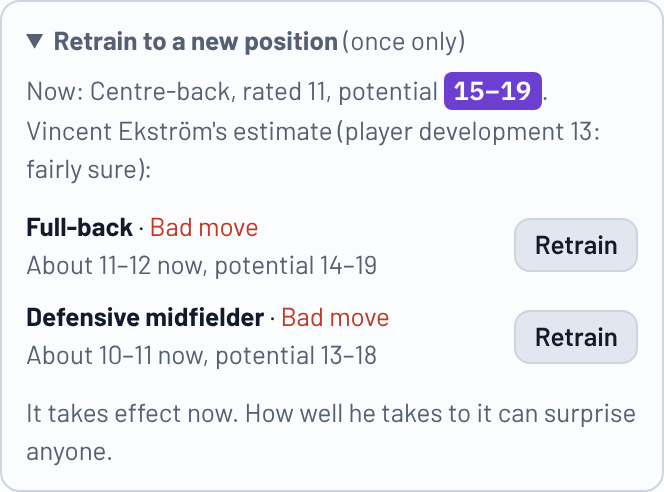 ▼ Retrain to a new position (once only)
Now: Centre-back, rated 11, potential 15–19.
Vincent Ekström's estimate (player development 13:
fairly sure):
Full-back · Bad move
About 11–12 now, potential 14–19
Retrain
Defensive midfielder · Bad move
About 10–11 now, potential 13–18
Retrain
It takes effect now. How well he takes to it can surprise
anyone.